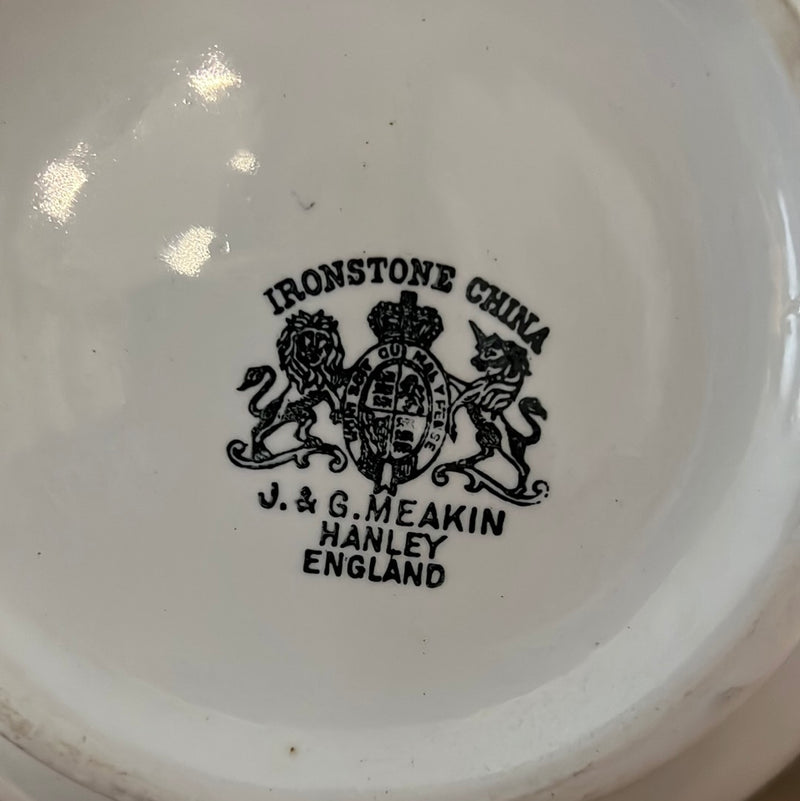 IRONSTONE CHINA
J. & G. MEAKIN
HANLEY
ENGLAND